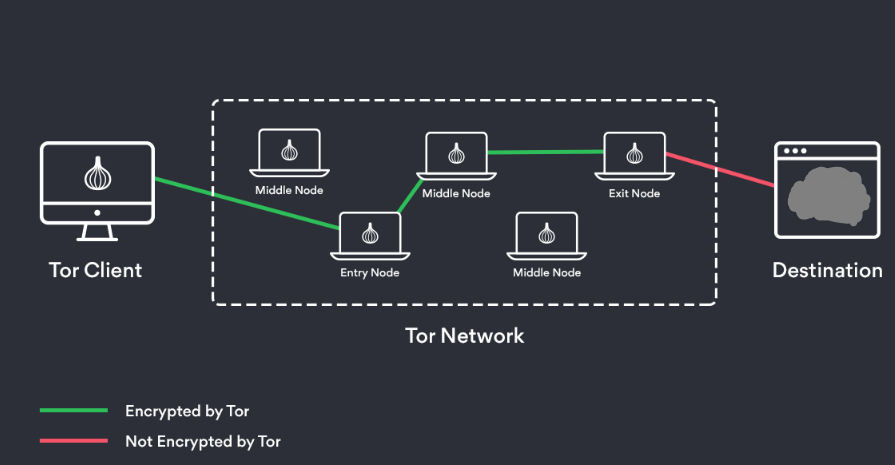 Middle Node
Middle Node
Exit Node
Entry Node
Middle Node
Tor Client
Destination
Tor Network
Encrypted by Tor
Not Encrypted by Tor